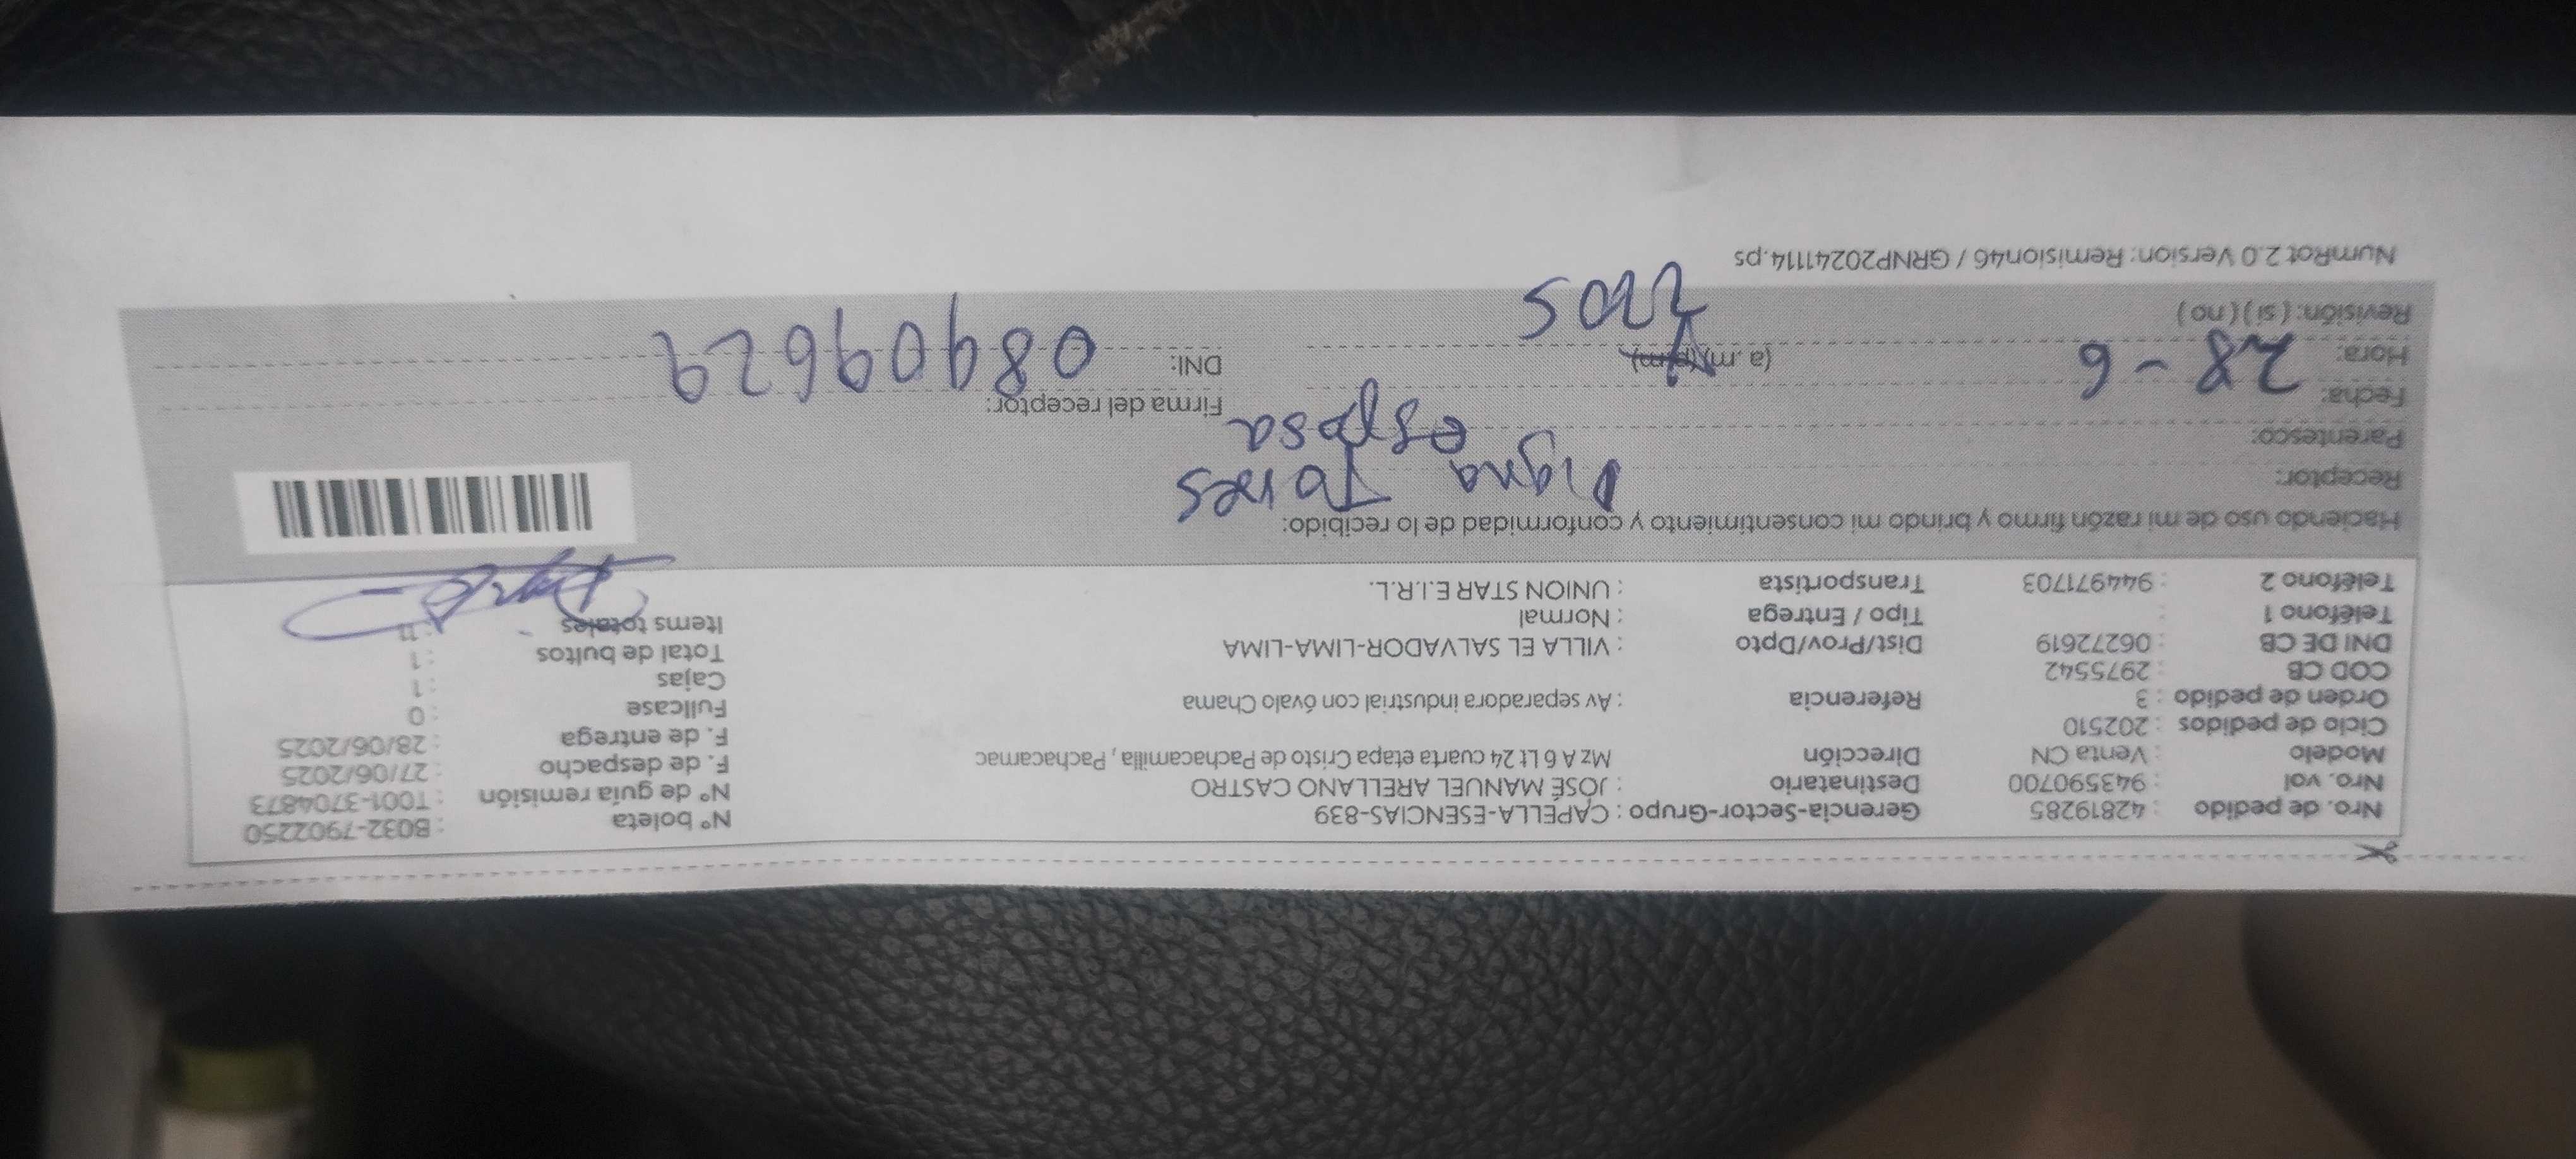 Nro. de pedido : 42819285 Gerencia-Sector-Grupo : CAPELLA-ESENCIAS-839 N° boleta : B032-7902250
Nro. vol : 943590700 Destinatario : JOSÉ MANUEL ARELLANO CASTRO N° de guía remisión : T001-3704873
Modelo : Venta CN Dirección Mz A 6 Lt 24 cuarta etapa Cristo de Pachacamilla , Pachacamac F. de despacho : 27/06/2025
Ciclo de pedidos : 202510 F. de entrega : 28/06/2025
Orden de pedido : 3 Referencia : Av separadora industrial con óvalo Chama Fullcase : 0
COD CB : 2975542 Cajas : 1
DNI DE CB : 06272619 Dist/Prov/Dpto : VILLA EL SALVADOR-LIMA-LIMA Total de bultos : 1
Teléfono 1 : Tipo / Entrega : Normal Items totales : 11
Teléfono 2 : 944971703 Transportista : UNION STAR E.I.R.L.
Haciendo uso de mi razón firmo y brindo mi consentimiento y conformidad de lo recibido:
Receptor: Digna Torres
Parentesco: esposa
Fecha: 28-6 Firma del receptor:
Hora: (a. m) (p. m) DNI: 08909629
Revisión: ( si ) ( no )
NumRot 2.0 Version: Remision46 / GRNP20241114.ps